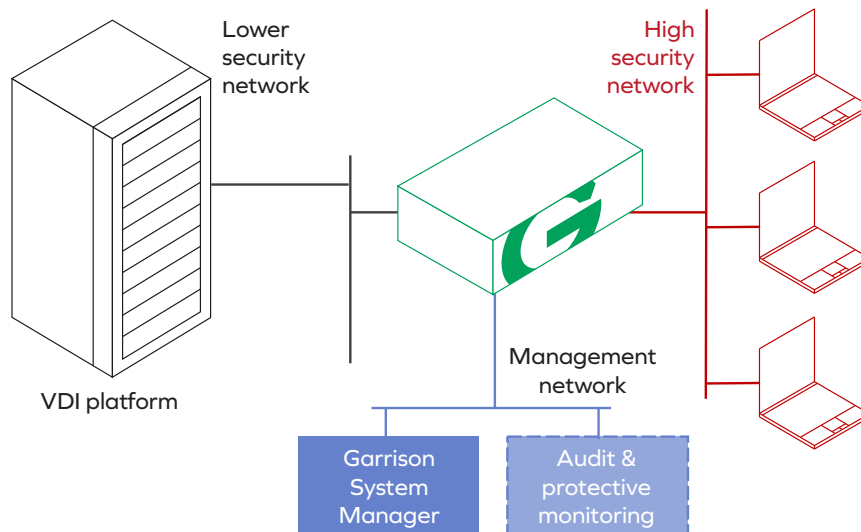 Lower
security
network
High
security
network
G
VDI platform
Management
network
Garrison
System
Manager
Audit &
protective
monitoring